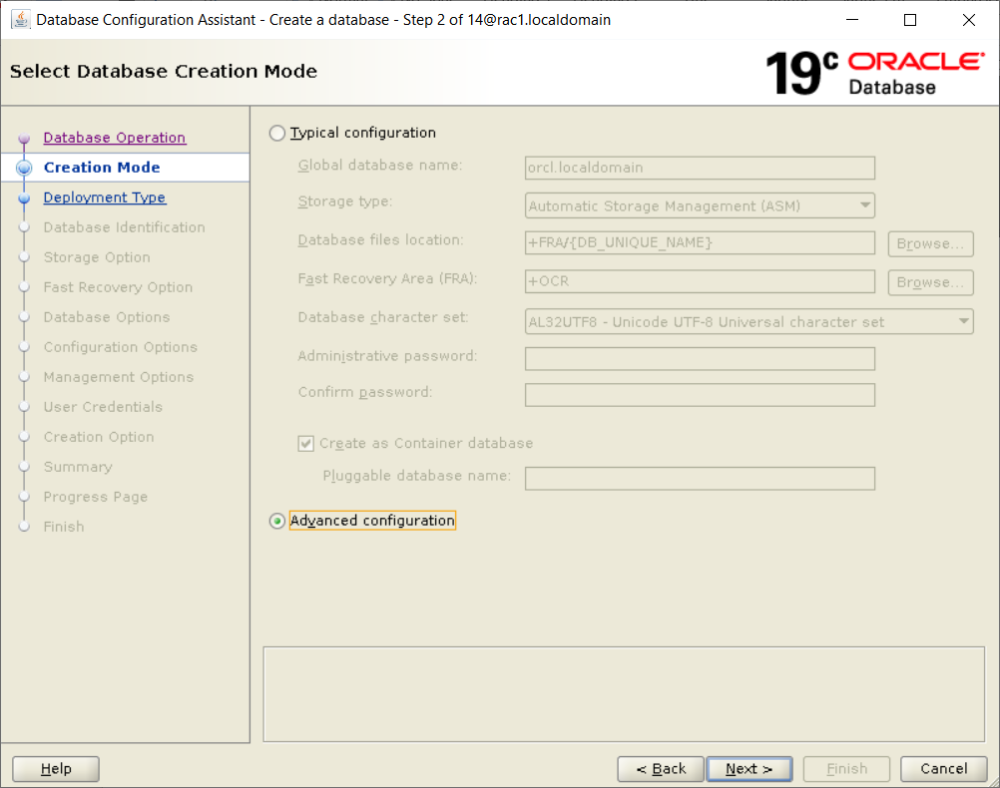 Database Configuration Assistant - Create a database - Step 2 of 14@rac1.localdomain
Select Database Creation Mode
19c ORACLE
Database
Database Operation
Creation Mode
Deployment Type
Database Identification
Storage Option
Fast Recovery Option
Database Options
Configuration Options
Management Options
User Credentials
Creation Option
Summary
Progress Page
Finish
Typical configuration
Global database name: orcl.localdomain
Storage type: Automatic Storage Management (ASM)
Database files location: +FRA/{DB_UNIQUE_NAME} Browse...
Fast Recovery Area (FRA): +OCR Browse...
Database character set: AL32UTF8 - Unicode UTF-8 Universal character set
Administrative password:
Confirm password:
Create as Container database
Pluggable database name:
Advanced configuration
Help < Back Next > Finish Cancel